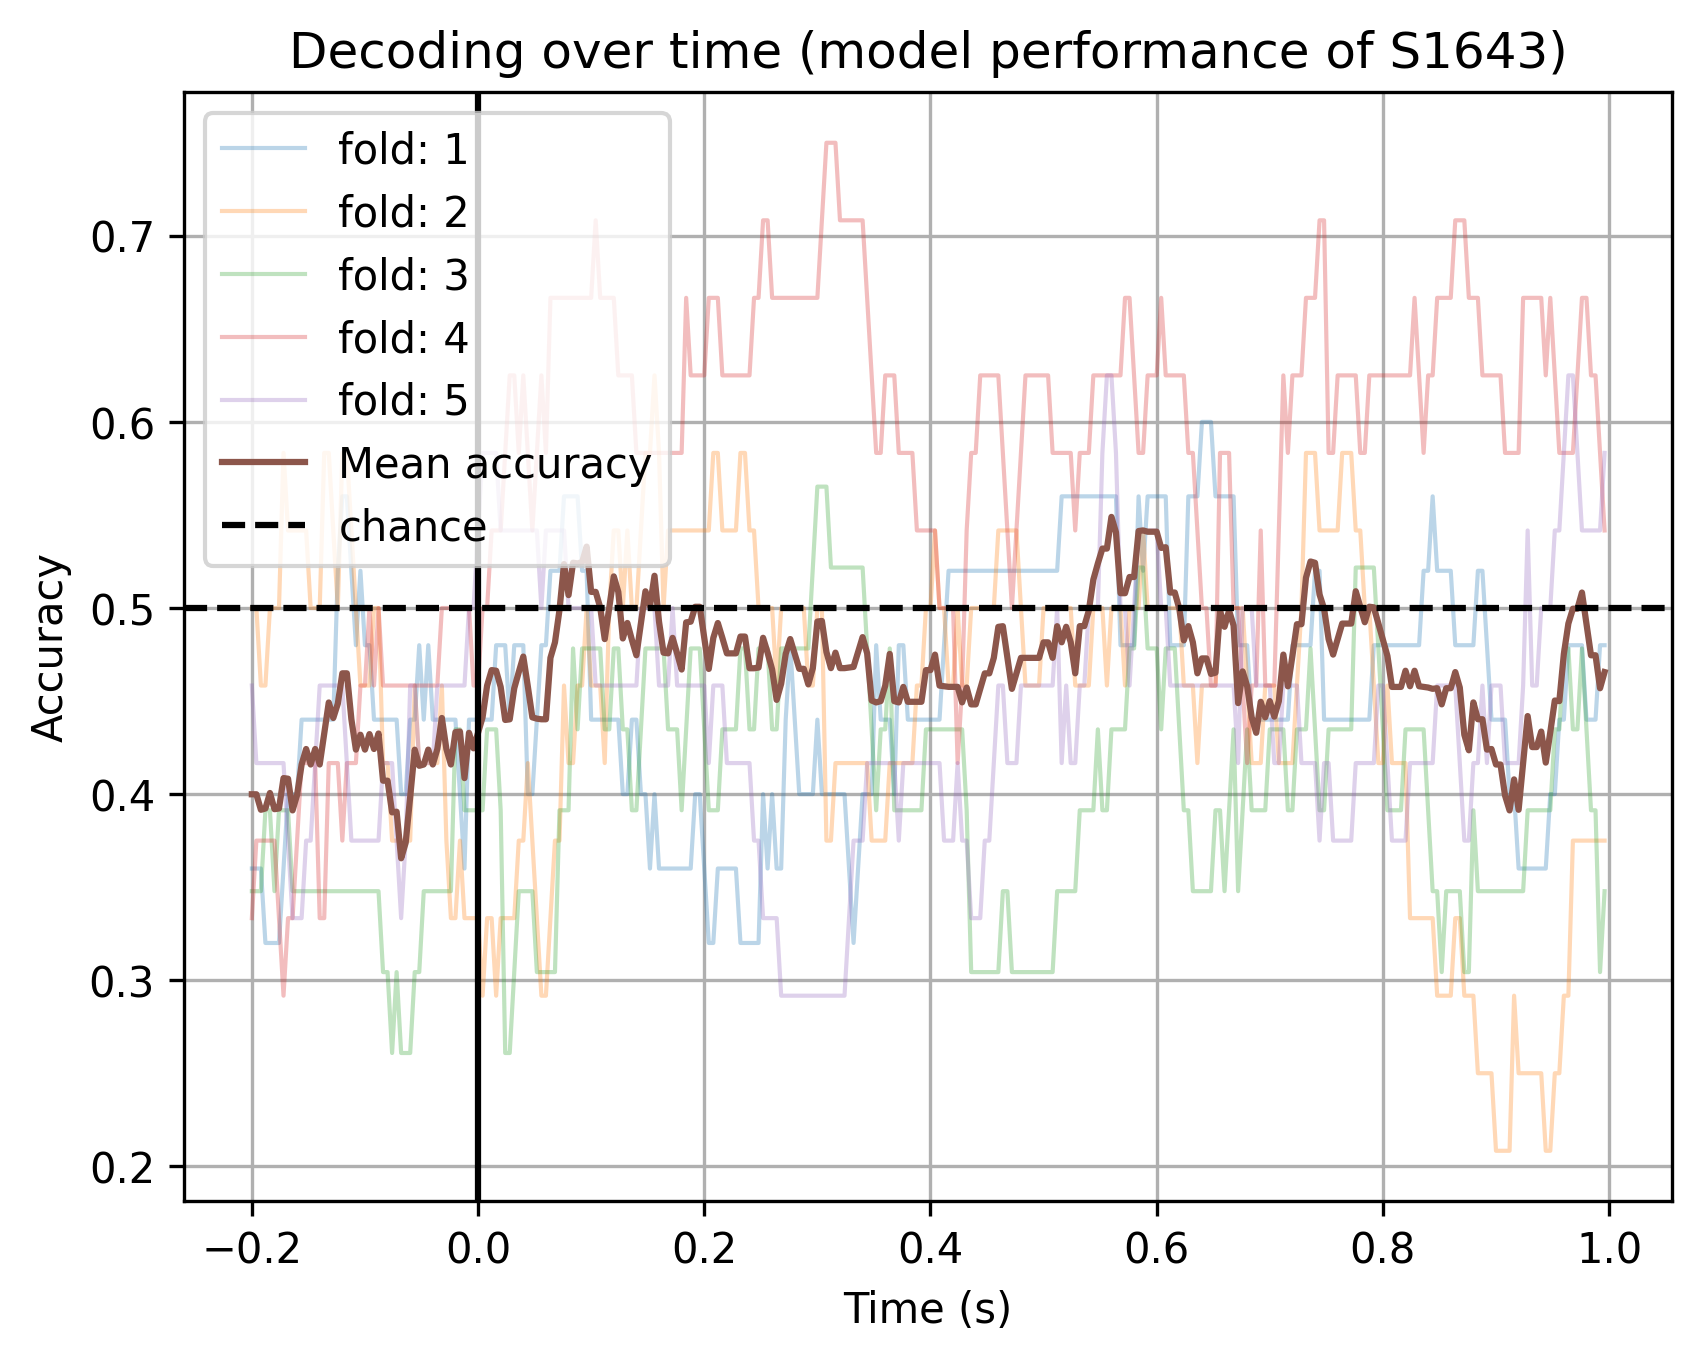 Decoding over time (model performance of S1643)
fold: 1
fold: 2
fold: 3
fold: 4
fold: 5
Mean accuracy
chance
Accuracy
0.7
0.6
0.5
0.4
0.3
0.2
−0.2 0.0 0.2 0.4 0.6 0.8 1.0
Time (s)